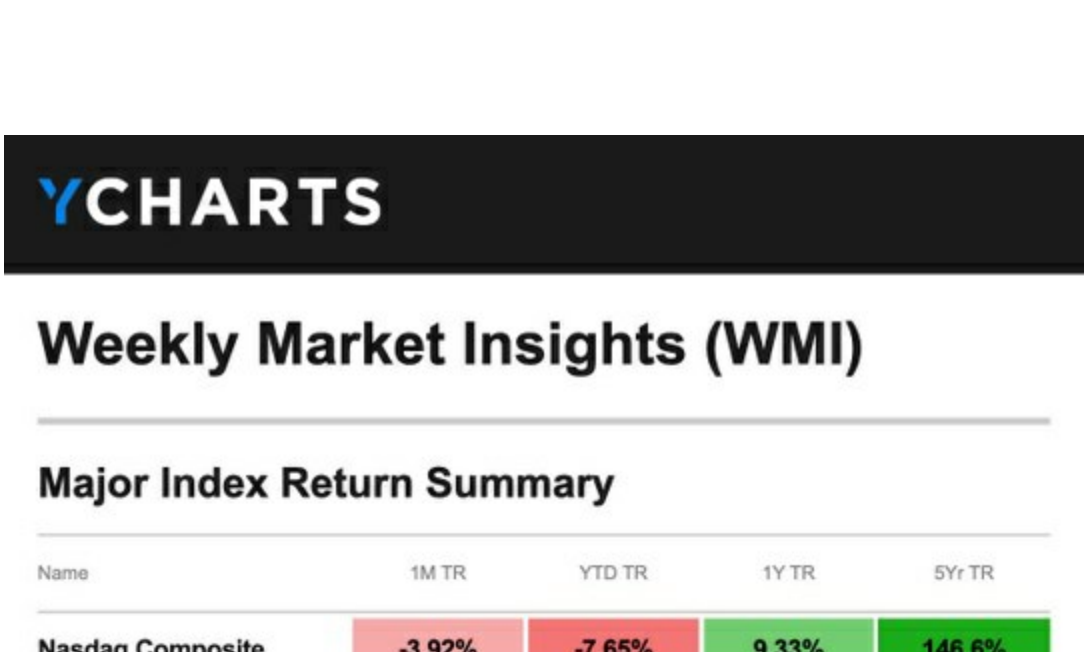 YCHARTS
Weekly Market Insights (WMI)
Major Index Return Summary
Name 1M TR YTD TR 1Y TR 5Yr TR
Nasdaq Composite -3.92% -7.65% 9.33% 146.6%